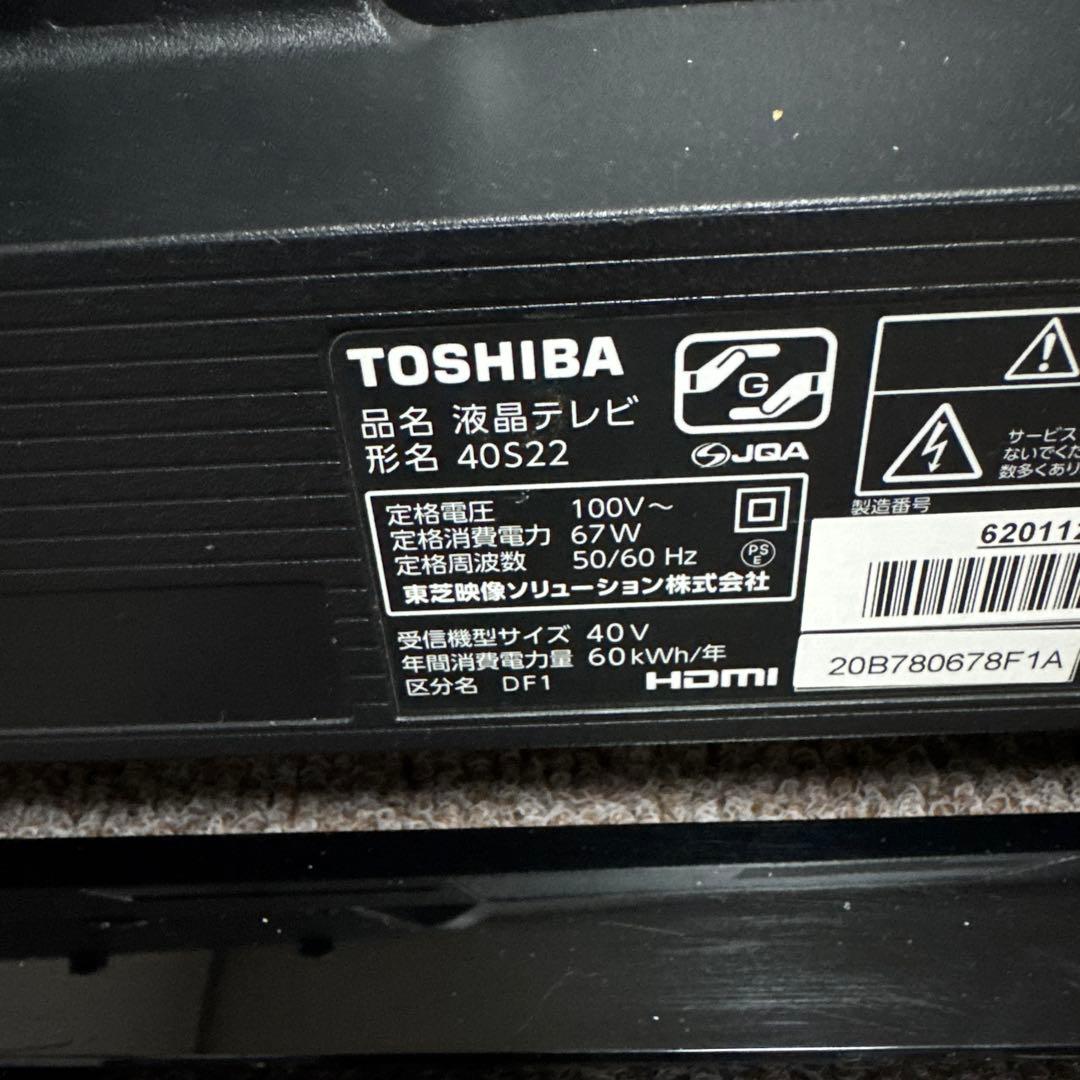 TOSHIBA
品名 液晶テレビ
形名 40S22
G
JQA
定格電圧 100V～
定格消費電力 67W
定格周波数 50/60 Hz
PS
E
東芝映像ソリューション株式会社
受信機型サイズ 40V
年間消費電力量 60kWh/年
区分名 DF1
HDMI
サービス
ないでくだ
数多くあり
製造番号
620112
20B780678F1A